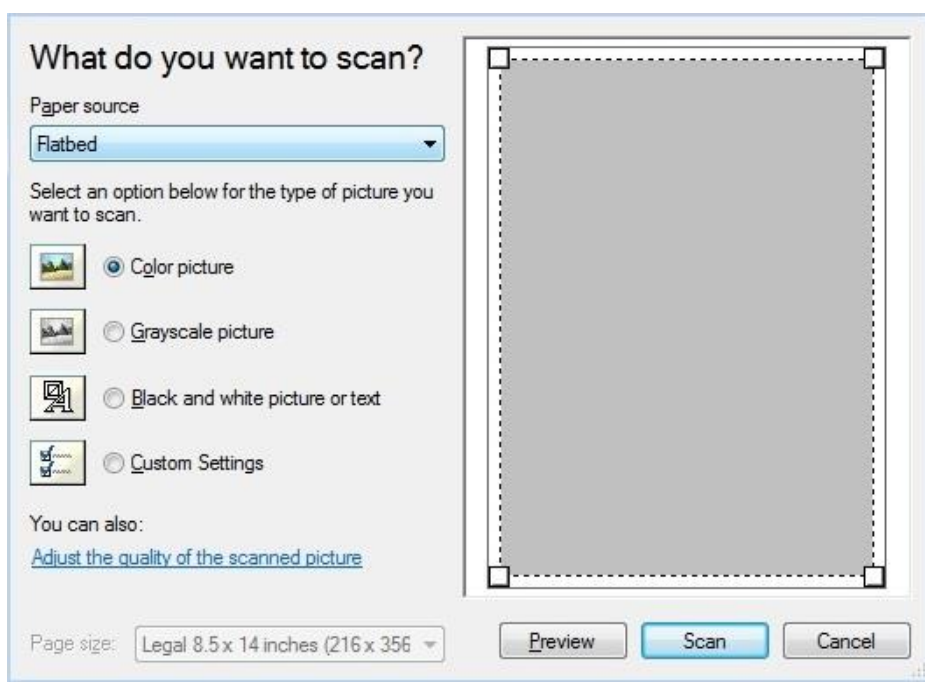 What do you want to scan?
Paper source
Flatbed
Select an option below for the type of picture you
want to scan.
Color picture
Grayscale picture
Black and white picture or text
Custom Settings
You can also:
Adjust the quality of the scanned picture
Page size: Legal 8.5 x 14 inches (216 x 356
Preview Scan Cancel